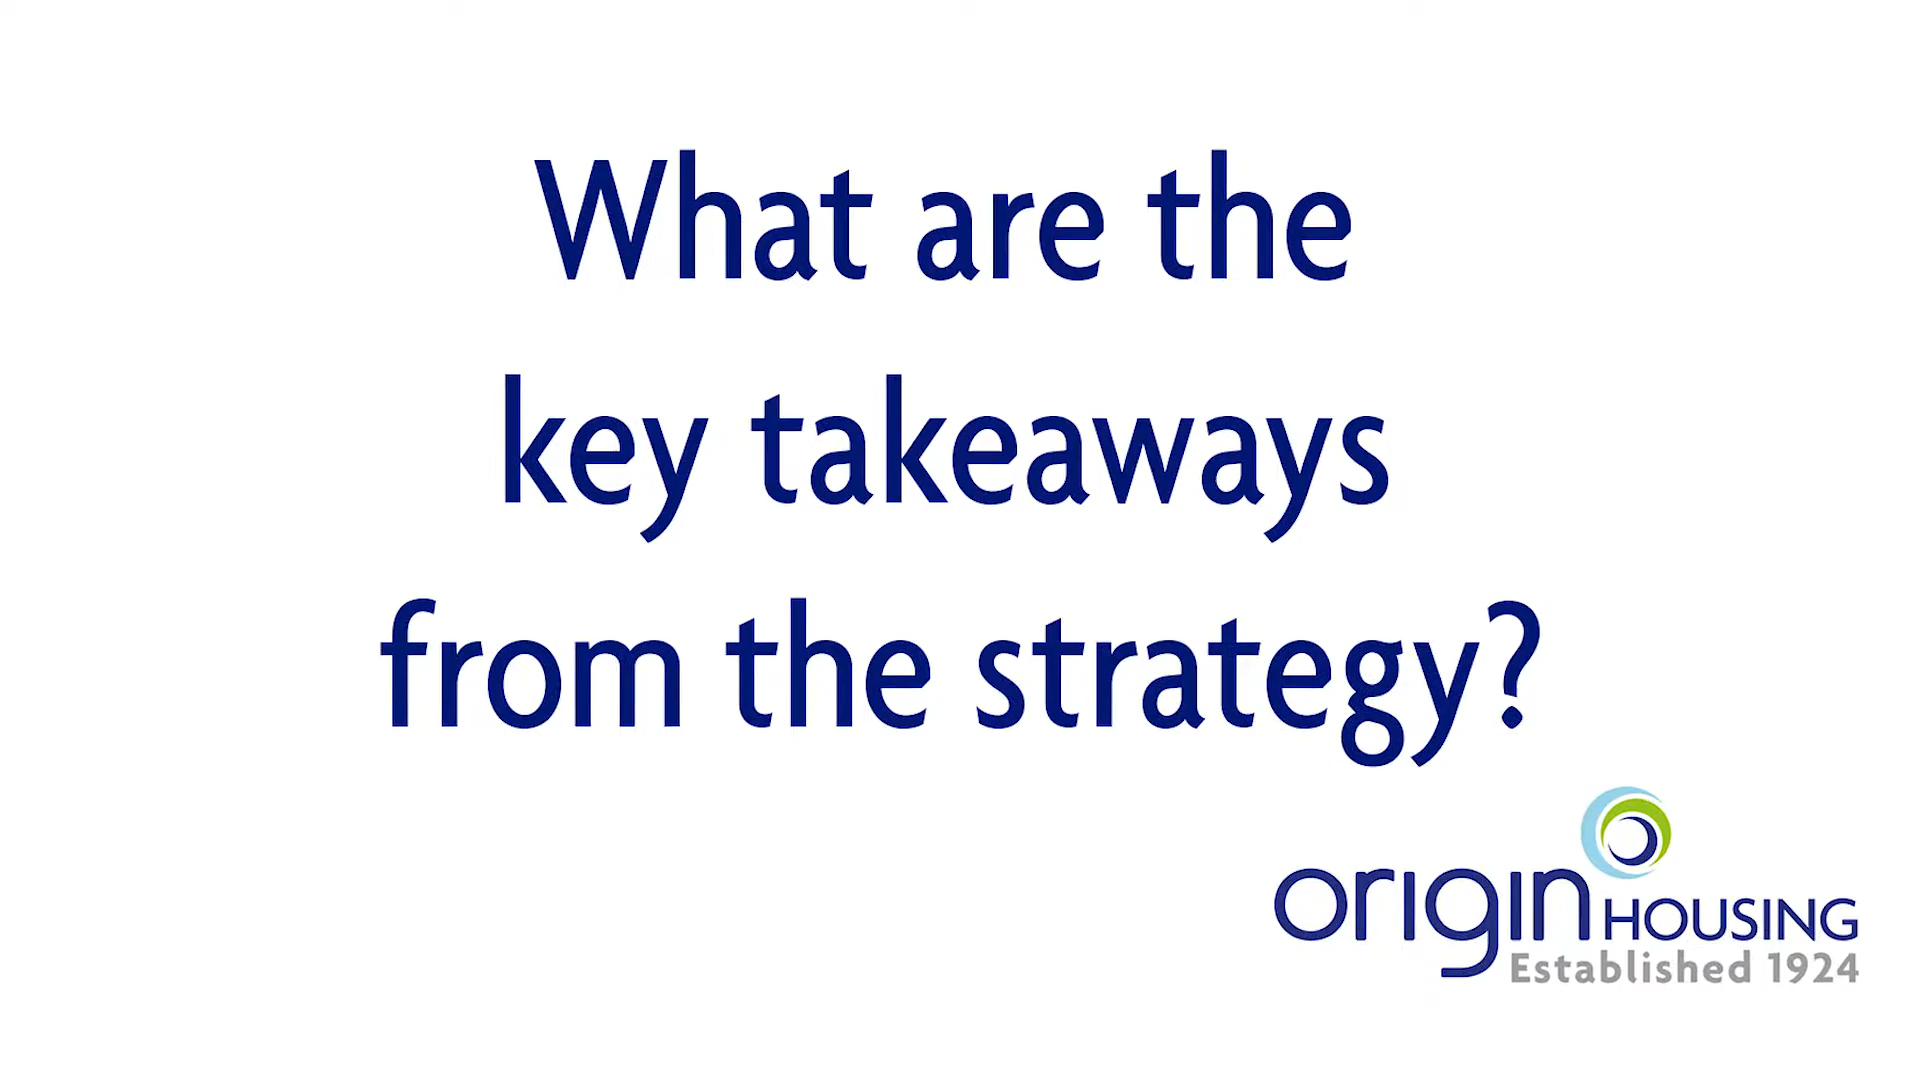 What are the
key takeaways
from the strategy?
origin HOUSING
Established 1924